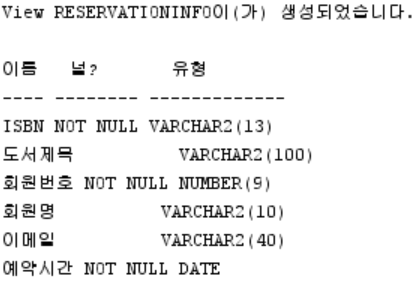 View RESERVATIONINFO이(가) 생성되었습니다.
이름 널? 유형
---- -------- -------------
ISBN NOT NULL VARCHAR2(13)
도서제목 VARCHAR2(100)
회원번호 NOT NULL NUMBER(9)
회원명 VARCHAR2(10)
이메일 VARCHAR2(40)
예약시간 NOT NULL DATE